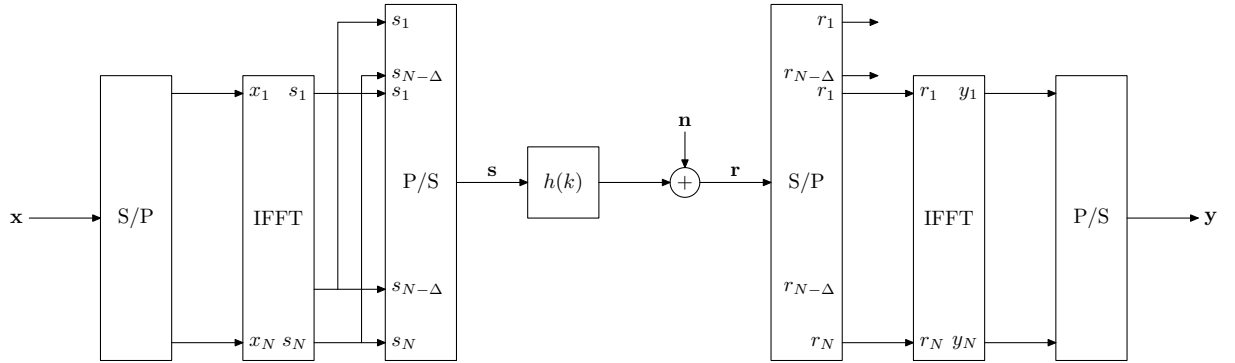 x
S/P
x_1
x_N
IFFT
s_1
s_N
s_1
s_{N−Δ}
s_1
P/S
s_{N−Δ}
s_N
s
h(k)
n
+
r
r_1
r_{N−Δ}
r_1
S/P
r_{N−Δ}
r_N
r_1
r_N
IFFT
y_1
y_N
P/S
y